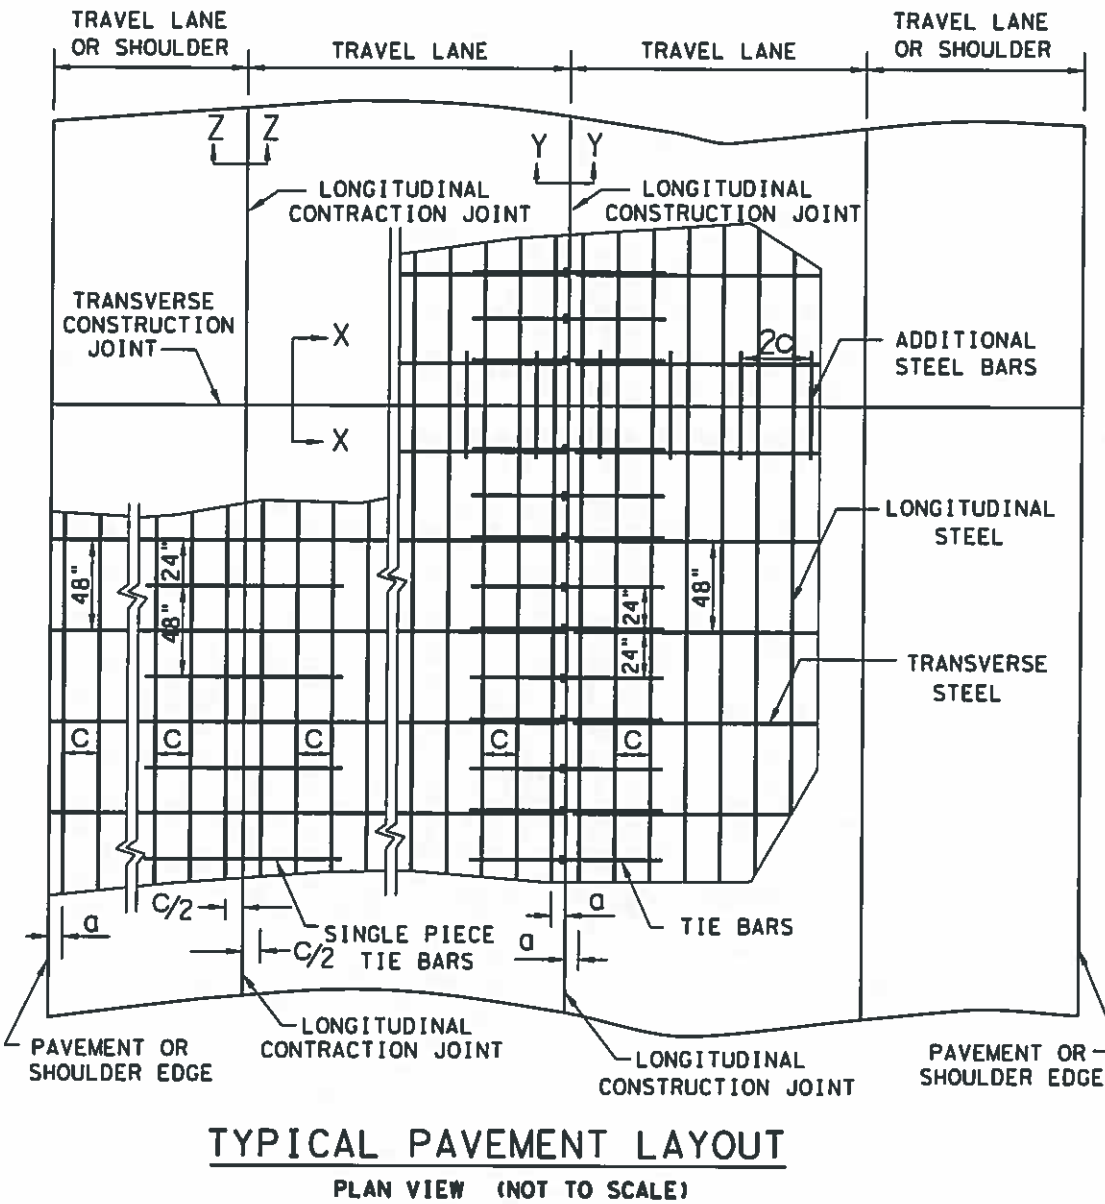 TRAVEL LANE
OR SHOULDER
TRAVEL LANE
TRAVEL LANE
TRAVEL LANE
OR SHOULDER
Z Z
Y Y
LONGITUDINAL
CONTRACTION JOINT
LONGITUDINAL
CONSTRUCTION JOINT
TRANSVERSE
CONSTRUCTION
JOINT
X
X
2C
ADDITIONAL
STEEL BARS
LONGITUDINAL
STEEL
48"
24"
48"
24"
24"
48"
TRANSVERSE
STEEL
C
C
C
C
C
C/2
a
SINGLE PIECE
TIE BARS
C/2
a
a
TIE BARS
LONGITUDINAL
CONTRACTION JOINT
PAVEMENT OR
SHOULDER EDGE
LONGITUDINAL
CONSTRUCTION JOINT
PAVEMENT OR
SHOULDER EDGE
TYPICAL PAVEMENT LAYOUT
PLAN VIEW (NOT TO SCALE)